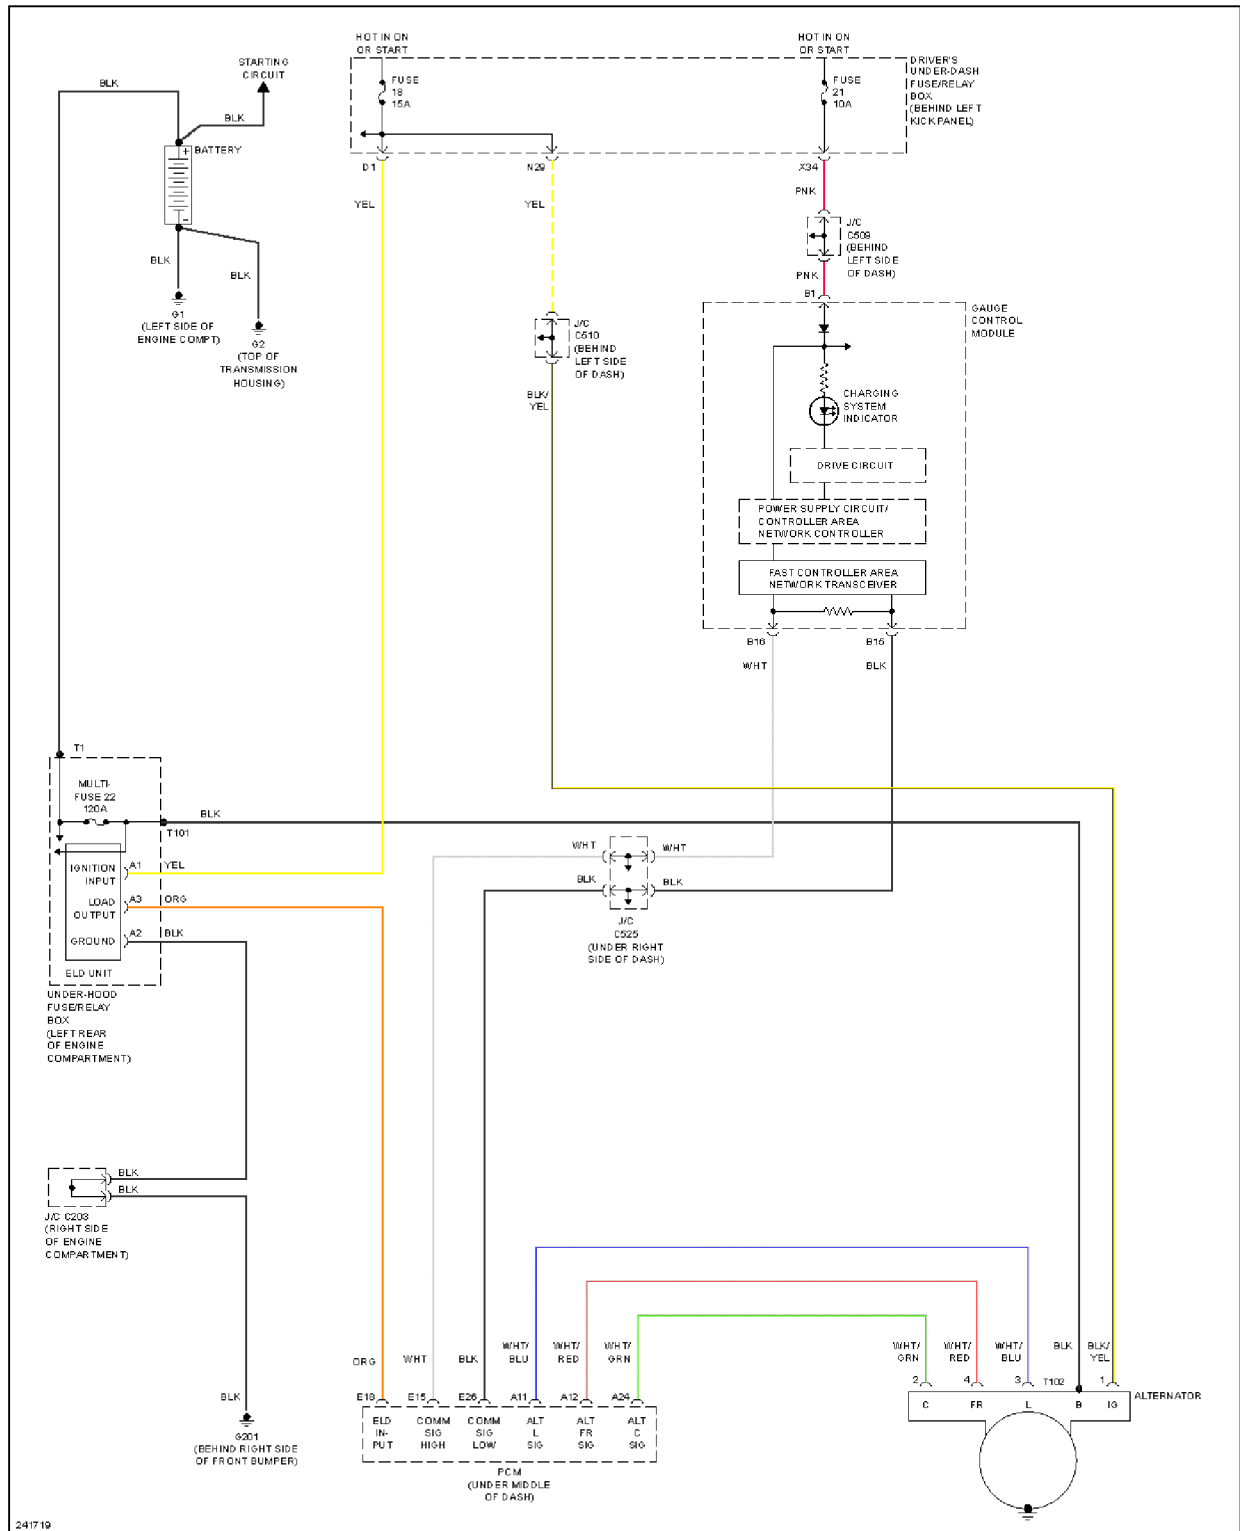 HOT IN ON
OR START
HOT IN ON
OR START
STARTING
CIRCUIT
BLK
BLK
BATTERY
+
-
BLK
BLK
G1
(LEFT SIDE OF
ENGINE COMPT)
G2
(TOP OF
TRANSMISSION
HOUSING)
FUSE
18
15A
FUSE
21
10A
DRIVER'S
UNDER-DASH
FUSE/RELAY
BOX
(BEHIND LEFT
KICK PANEL)
D1
N29
X34
YEL
YEL
PNK
J/C
C509
(BEHIND
LEFT SIDE
OF DASH)
PNK
B1
J/C
C510
(BEHIND
LEFT SIDE
OF DASH)
BLK/
YEL
GAUGE
CONTROL
MODULE
CHARGING
SYSTEM
INDICATOR
DRIVE CIRCUIT
POWER SUPPLY CIRCUIT/
CONTROLLER AREA
NETWORK CONTROLLER
FAST CONTROLLER AREA
NETWORK TRANSCEIVER
B16
B15
WHT
BLK
T1
MULTI-
FUSE 22
120A
BLK
T101
IGNITION
INPUT
A1
YEL
LOAD
OUTPUT
A3
ORG
GROUND
A2
BLK
ELD UNIT
UNDER-HOOD
FUSE/RELAY
BOX
(LEFT REAR
OF ENGINE
COMPARTMENT)
WHT
WHT
BLK
BLK
J/C
C525
(UNDER RIGHT
SIDE OF DASH)
BLK
BLK
J/C C203
(RIGHT SIDE
OF ENGINE
COMPARTMENT)
BLK
G201
(BEHIND RIGHT SIDE
OF FRONT BUMPER)
ORG
WHT
BLK
WHT/
BLU
WHT/
RED
WHT/
GRN
E18
E15
E26
A11
A12
A24
ELD
IN-
PUT
COMM
SIG
HIGH
COMM
SIG
LOW
ALT
L
SIG
ALT
FR
SIG
ALT
C
SIG
PCM
(UNDER MIDDLE
OF DASH)
WHT/
GRN
WHT/
RED
WHT/
BLU
BLK
BLK/
YEL
2
4
3
T102
1
ALTERNATOR
C
FR
L
B
IG
241719